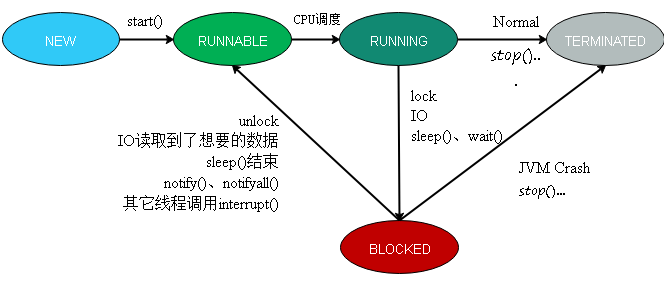 NEW
start()
RUNNABLE
CPU调度
RUNNING
Normal
stop()..
.
TERMINATED
unlock
IO读取到了想要的数据
sleep()结束
notify()、notifyall()
其它线程调用interrupt()
lock
IO
sleep()、wait()
JVM Crash
stop()...
BLOCKED